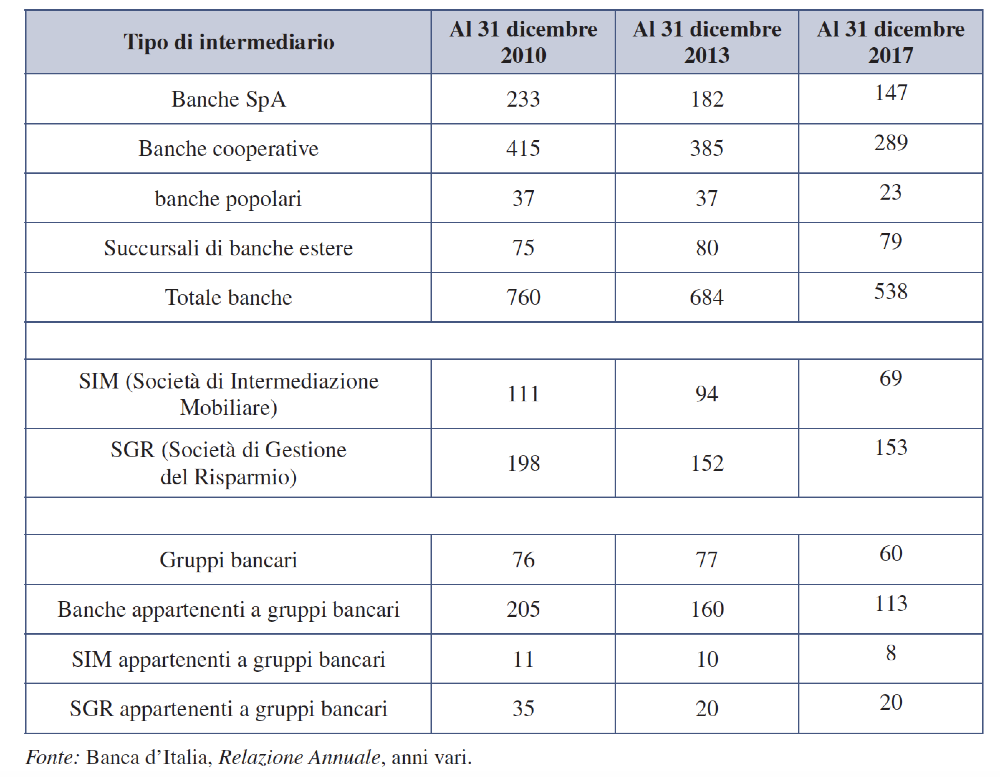 Tipo di intermediario
Al 31 dicembre
2010
Al 31 dicembre
2013
Al 31 dicembre
2017
Banche SpA 233 182 147
Banche cooperative 415 385 289
banche popolari 37 37 23
Succursali di banche estere 75 80 79
Totale banche 760 684 538
SIM (Società di Intermediazione
Mobiliare)
111 94 69
SGR (Società di Gestione
del Risparmio)
198 152 153
Gruppi bancari 76 77 60
Banche appartenenti a gruppi bancari 205 160 113
SIM appartenenti a gruppi bancari 11 10 8
SGR appartenenti a gruppi bancari 35 20 20
Fonte: Banca d’Italia, Relazione Annuale, anni vari.